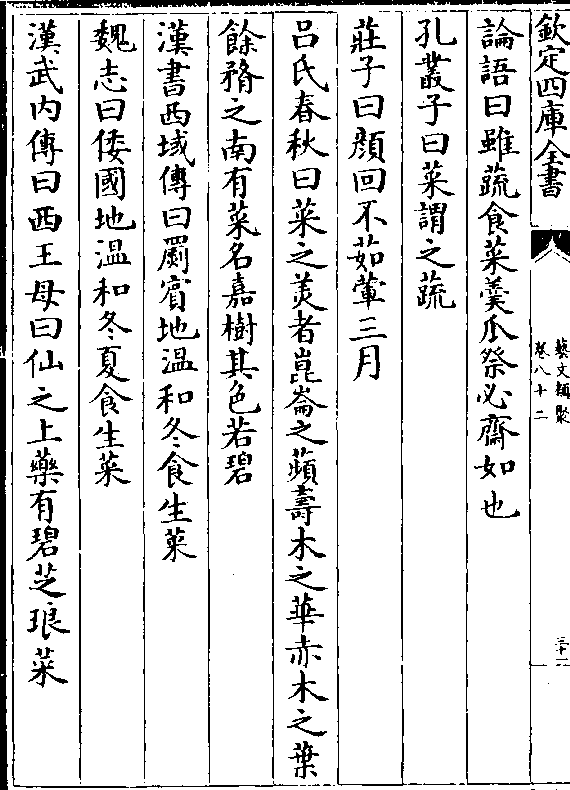 欽定四庫全書
藝文類聚
卷八十二
三十一
論語曰雖蔬食菜羹瓜祭必齋如也
孔叢子曰菜謂之蔬
莊子曰顔回不茹葷三月
呂氏春秋曰菜之羙者崑崙之蘋壽木之華赤木之葉
餘瞀之南有菜名嘉樹其色若碧
漢書西域傳曰罽賔地溫和冬食生菜
魏志曰倭國地温和冬夏食生菜
漢武内傳曰西王母曰仙之上藥有碧芝琅菜